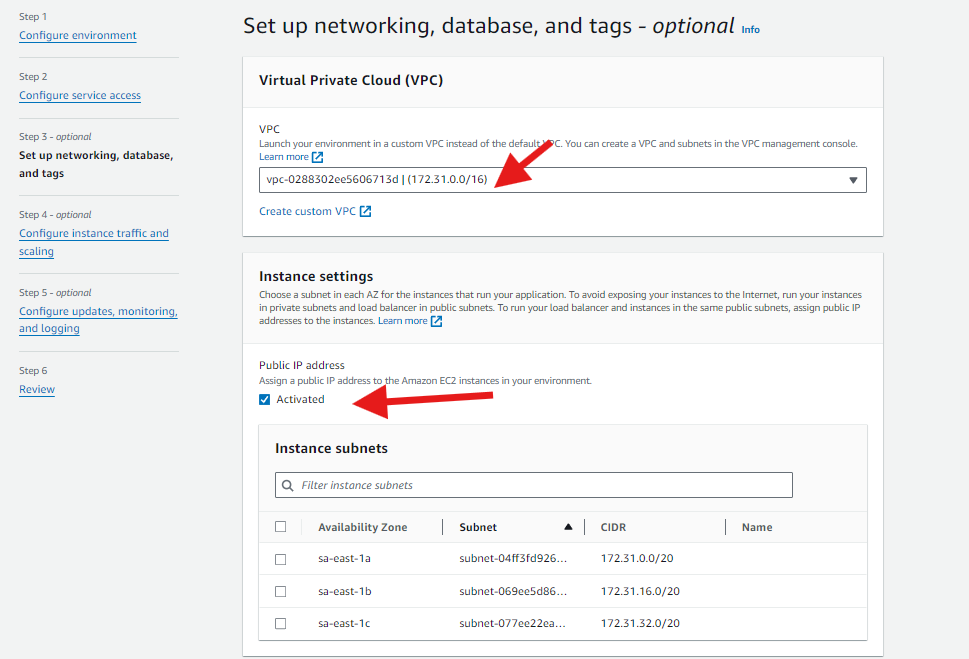 Step 1
Configure environment
Step 2
Configure service access
Step 3 - optional
Set up networking, database,
and tags
Step 4 - optional
Configure instance traffic and
scaling
Step 5 - optional
Configure updates, monitoring,
and logging
Step 6
Review
Set up networking, database, and tags - optional Info
Virtual Private Cloud (VPC)
VPC
Launch your environment in a custom VPC instead of the default VPC. You can create a VPC and subnets in the VPC management console.
Learn more
vpc-0288302ee5606713d | (172.31.0.0/16)
Create custom VPC
Instance settings
Choose a subnet in each AZ for the instances that run your application. To avoid exposing your instances to the Internet, run your instances
in private subnets and load balancer in public subnets. To run your load balancer and instances in the same public subnets, assign public IP
addresses to the instances. Learn more
Public IP address
Assign a public IP address to the Amazon EC2 instances in your environment.
Activated
Instance subnets
Filter instance subnets
Availability Zone Subnet CIDR Name
sa-east-1a subnet-04ff3fd926... 172.31.0.0/20
sa-east-1b subnet-069ee5d86... 172.31.16.0/20
sa-east-1c subnet-077ee22ea... 172.31.32.0/20